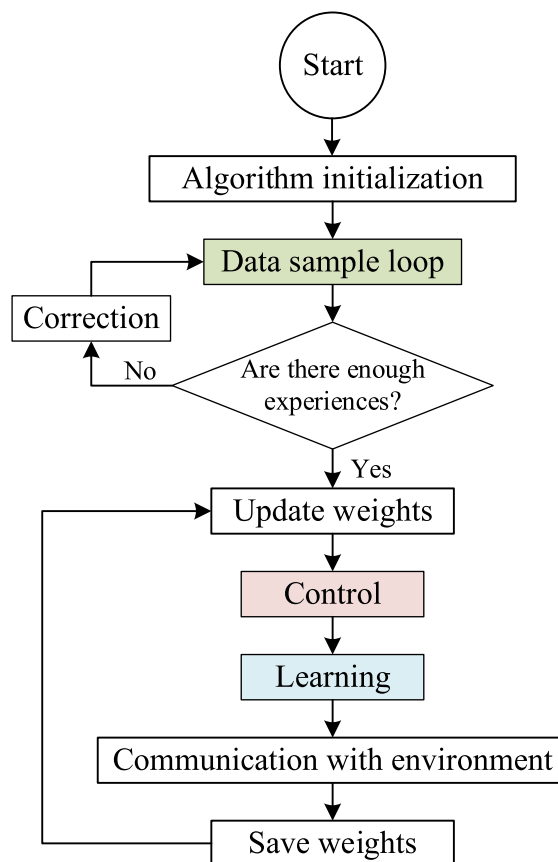 Start
Algorithm initialization
Data sample loop
Correction
No
Are there enough
experiences?
Yes
Update weights
Control
Learning
Communication with environment
Save weights